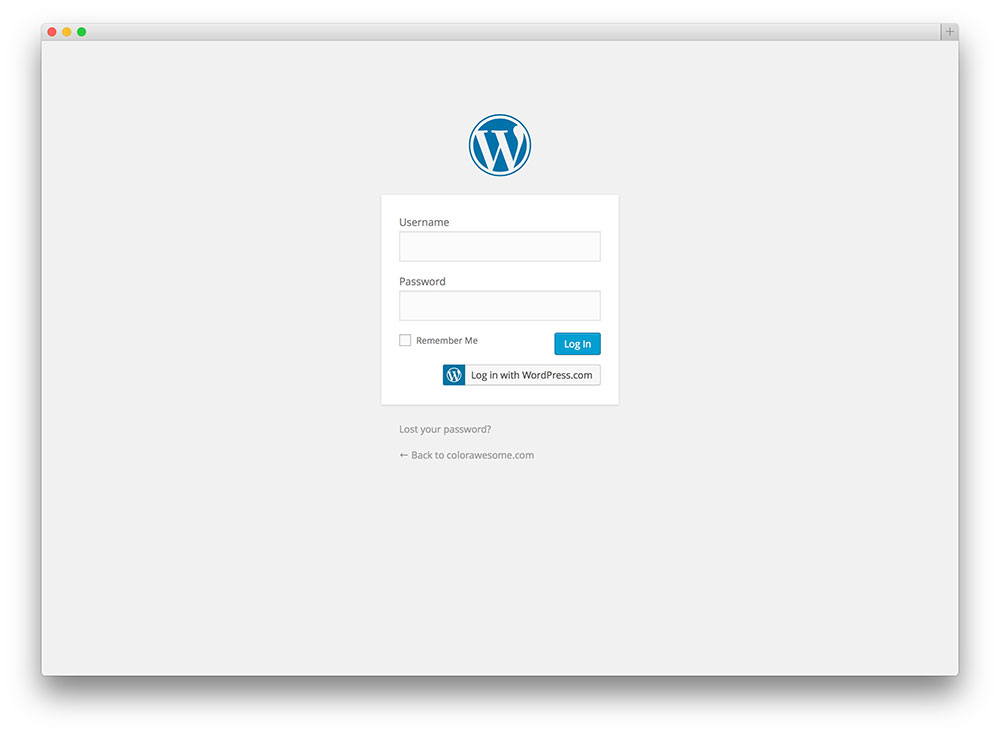 Username
Password
Remember Me
Log In
Log in with WordPress.com
Lost your password?
← Back to colorawesome.com